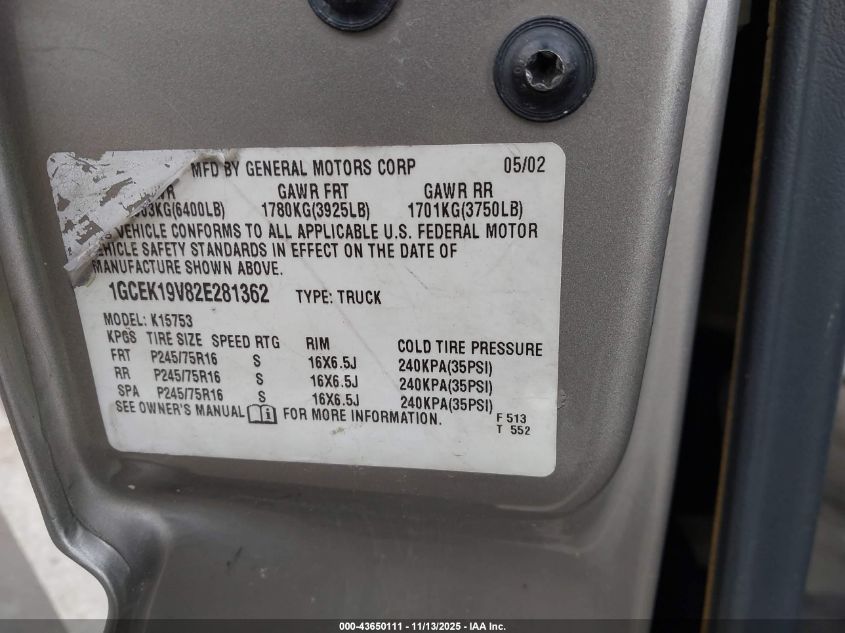 MFD BY GENERAL MOTORS CORP 05/02
GAWR FRT GAWR RR
(6400LB) 1780KG(3925LB) 1701KG(3750LB)
VEHICLE CONFORMS TO ALL APPLICABLE U.S. FEDERAL MOTOR
VEHICLE SAFETY STANDARDS IN EFFECT ON THE DATE OF
MANUFACTURE SHOWN ABOVE.
1GCEK19V82E281362 TYPE: TRUCK
MODEL: K15753
KPGS TIRE SIZE SPEED RTG RIM COLD TIRE PRESSURE
FRT P245/75R16 S 16X6.5J 240KPA(35PSI)
RR P245/75R16 S 16X6.5J 240KPA(35PSI)
SPA P245/75R16 S 16X6.5J 240KPA(35PSI)
SEE OWNER'S MANUAL FOR MORE INFORMATION.
F 513
T 552
000-43650111 - 11/13/2025 - IAA Inc.